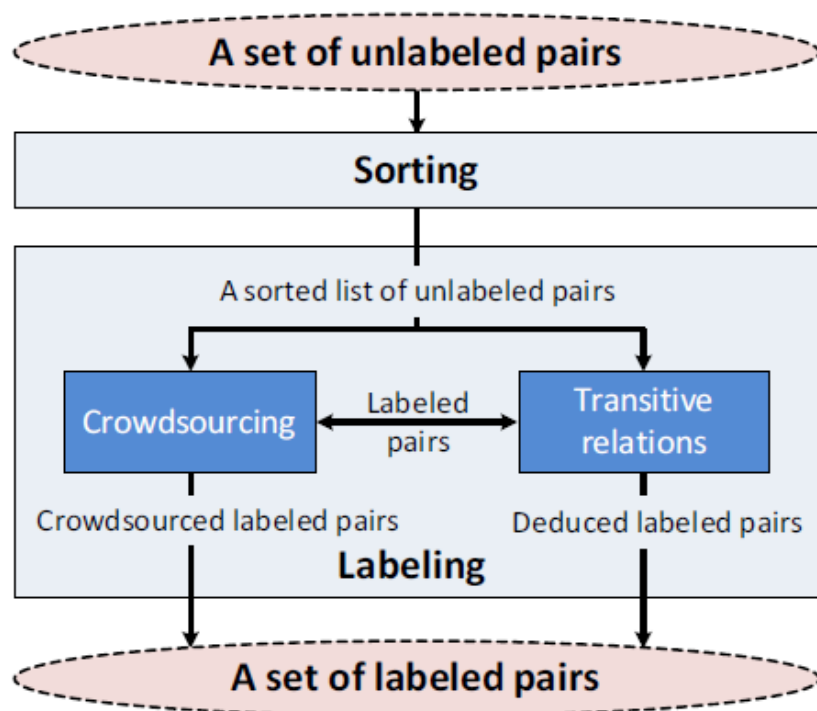 A set of unlabeled pairs
Sorting
A sorted list of unlabeled pairs
Crowdsourcing
Labeled
pairs
Transitive
relations
Crowdsourced labeled pairs
Deduced labeled pairs
Labeling
A set of labeled pairs